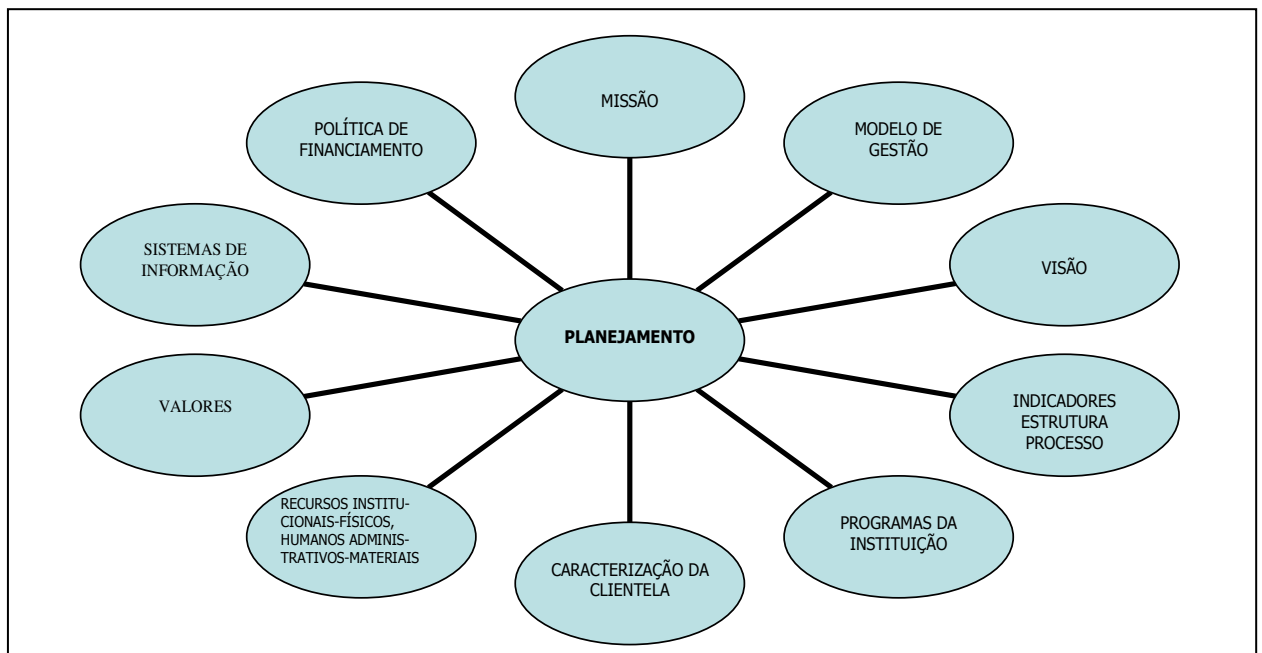 MISSÃO
POLÍTICA DE
FINANCIAMENTO
MODELO DE
GESTÃO
SISTEMAS DE
INFORMAÇÃO
VISÃO
PLANEJAMENTO
VALORES
INDICADORES
ESTRUTURA
PROCESSO
RECURSOS INSTITU-
CIONAIS-FÍSICOS,
HUMANOS ADMINIS-
TRATIVOS-MATERIAIS
PROGRAMAS DA
INSTITUIÇÃO
CARACTERIZAÇÃO DA
CLIENTELA